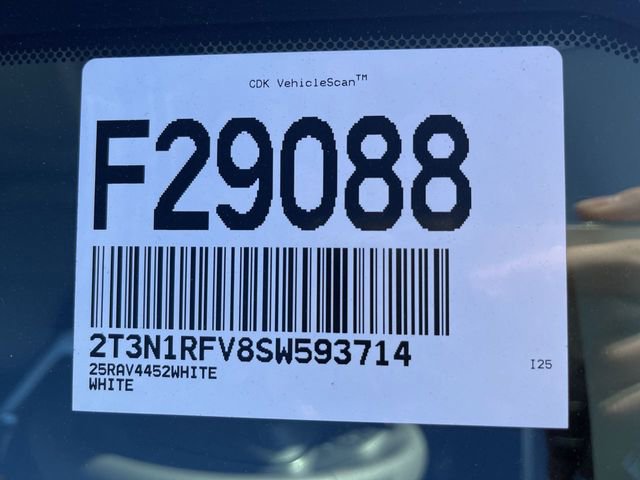 CDK VehicleScan™
F29088
2T3N1RFV8SW593714
25RAV4452WHITE
WHITE
I25